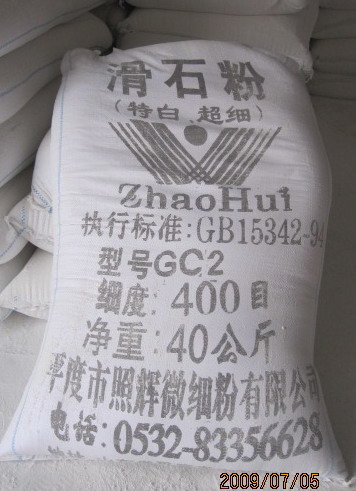 滑石粉
(特白、超细)
ZhaoHui
执行标准:GB15342-94
型号GC2
细度:400目
净重:40公斤
平度市照辉微细粉有限公司
电话:0532-83356628
2009/07/05